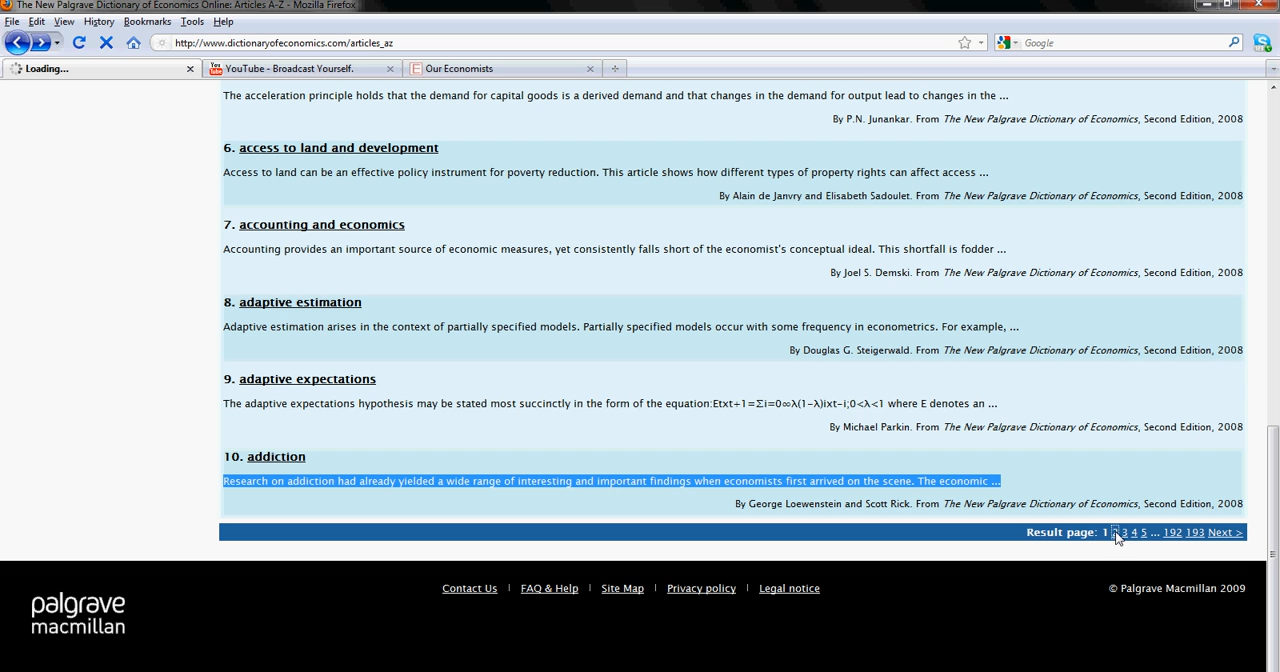 The New Palgrave Dictionary of Economics Online: Articles A-Z - Mozilla Firefox
File Edit View History Bookmarks Tools Help
http://www.dictionaryofeconomics.com/articles_az
Google
Loading...
YouTube - Broadcast Yourself.
Our Economists
The acceleration principle holds that the demand for capital goods is a derived demand and that changes in the demand for output lead to changes in the ...
By P.N. Junankar. From The New Palgrave Dictionary of Economics, Second Edition, 2008
6. access to land and development
Access to land can be an effective policy instrument for poverty reduction. This article shows how different types of property rights can affect access ...
By Alain de Janvry and Elisabeth Sadoulet. From The New Palgrave Dictionary of Economics, Second Edition, 2008
7. accounting and economics
Accounting provides an important source of economic measures, yet consistently falls short of the economist's conceptual ideal. This shortfall is fodder ...
By Joel S. Demski. From The New Palgrave Dictionary of Economics, Second Edition, 2008
8. adaptive estimation
Adaptive estimation arises in the context of partially specified models. Partially specified models occur with some frequency in econometrics. For example, ...
By Douglas G. Steigerwald. From The New Palgrave Dictionary of Economics, Second Edition, 2008
9. adaptive expectations
The adaptive expectations hypothesis may be stated most succinctly in the form of the equation:Etxt+1=Σi=0∞λ(1-λ)ixt-i;0<λ<1 where E denotes an ...
By Michael Parkin. From The New Palgrave Dictionary of Economics, Second Edition, 2008
10. addiction
Research on addiction had already yielded a wide range of interesting and important findings when economists first arrived on the scene. The economic ...
By George Loewenstein and Scott Rick. From The New Palgrave Dictionary of Economics, Second Edition, 2008
Result page: 1 2 3 4 5 ... 192 193 Next >
Contact Us | FAQ & Help | Site Map | Privacy policy | Legal notice
© Palgrave Macmillan 2009
palgrave
macmillan